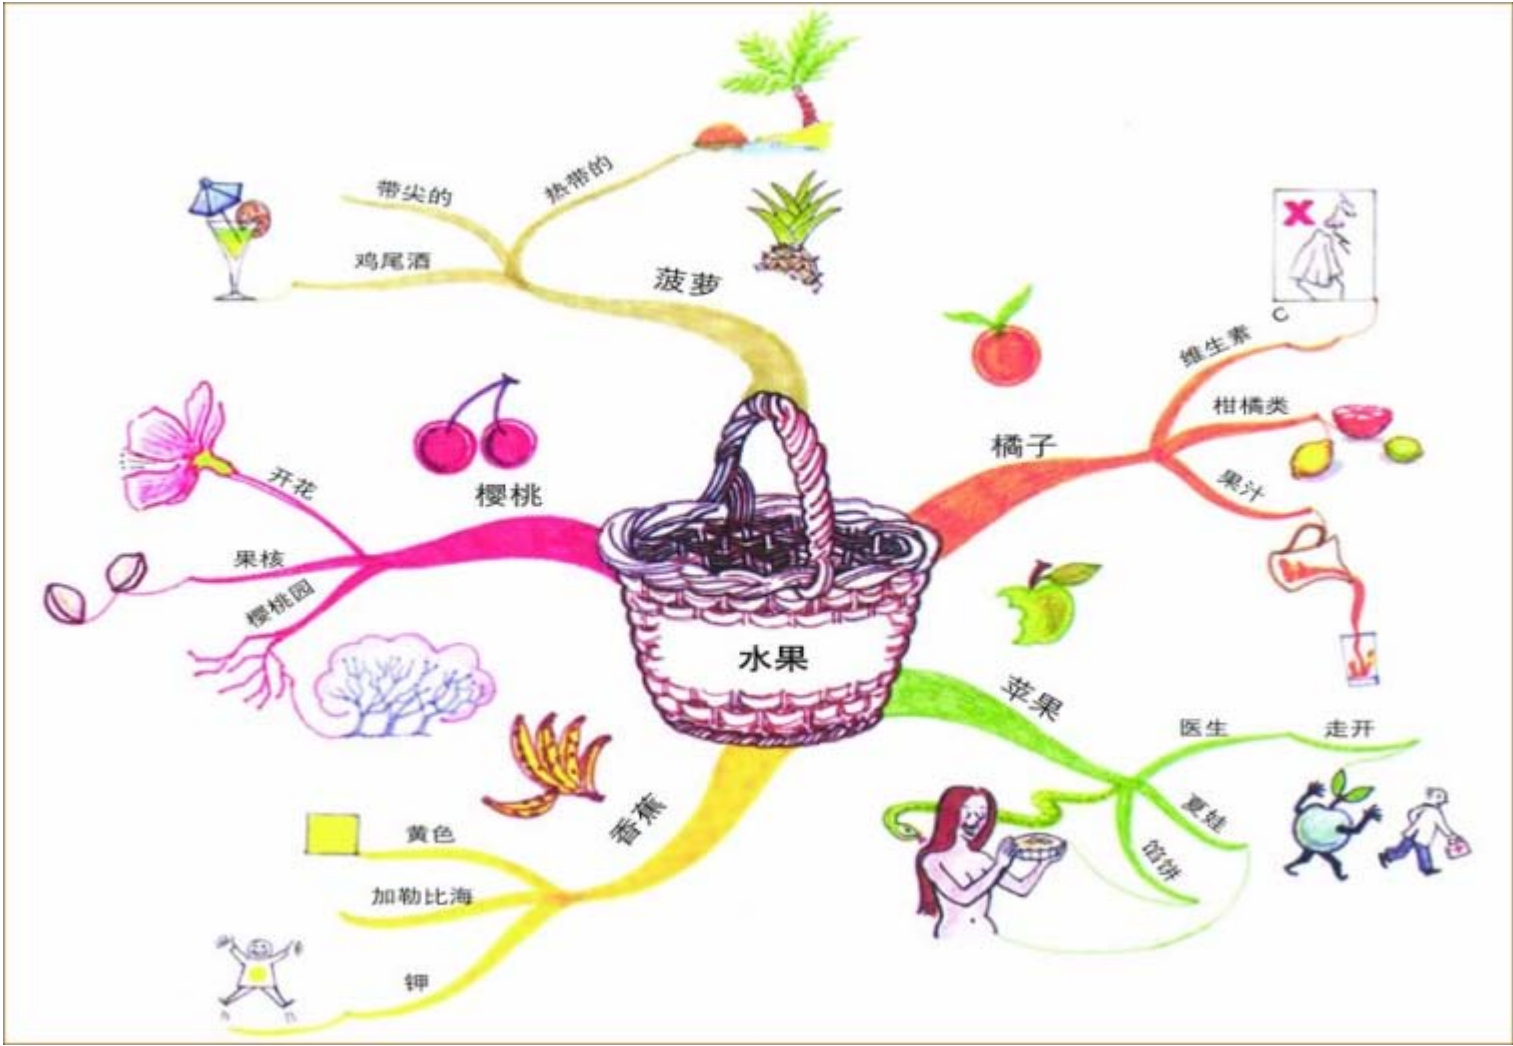 带尖的
热带的
鸡尾酒
菠萝
C
维生素
柑橘类
橘子
果汁
开花
樱桃
果核
樱桃园
水果
苹果
医生
走开
夏娃
馅饼
香蕉
黄色
加勒比海
钾